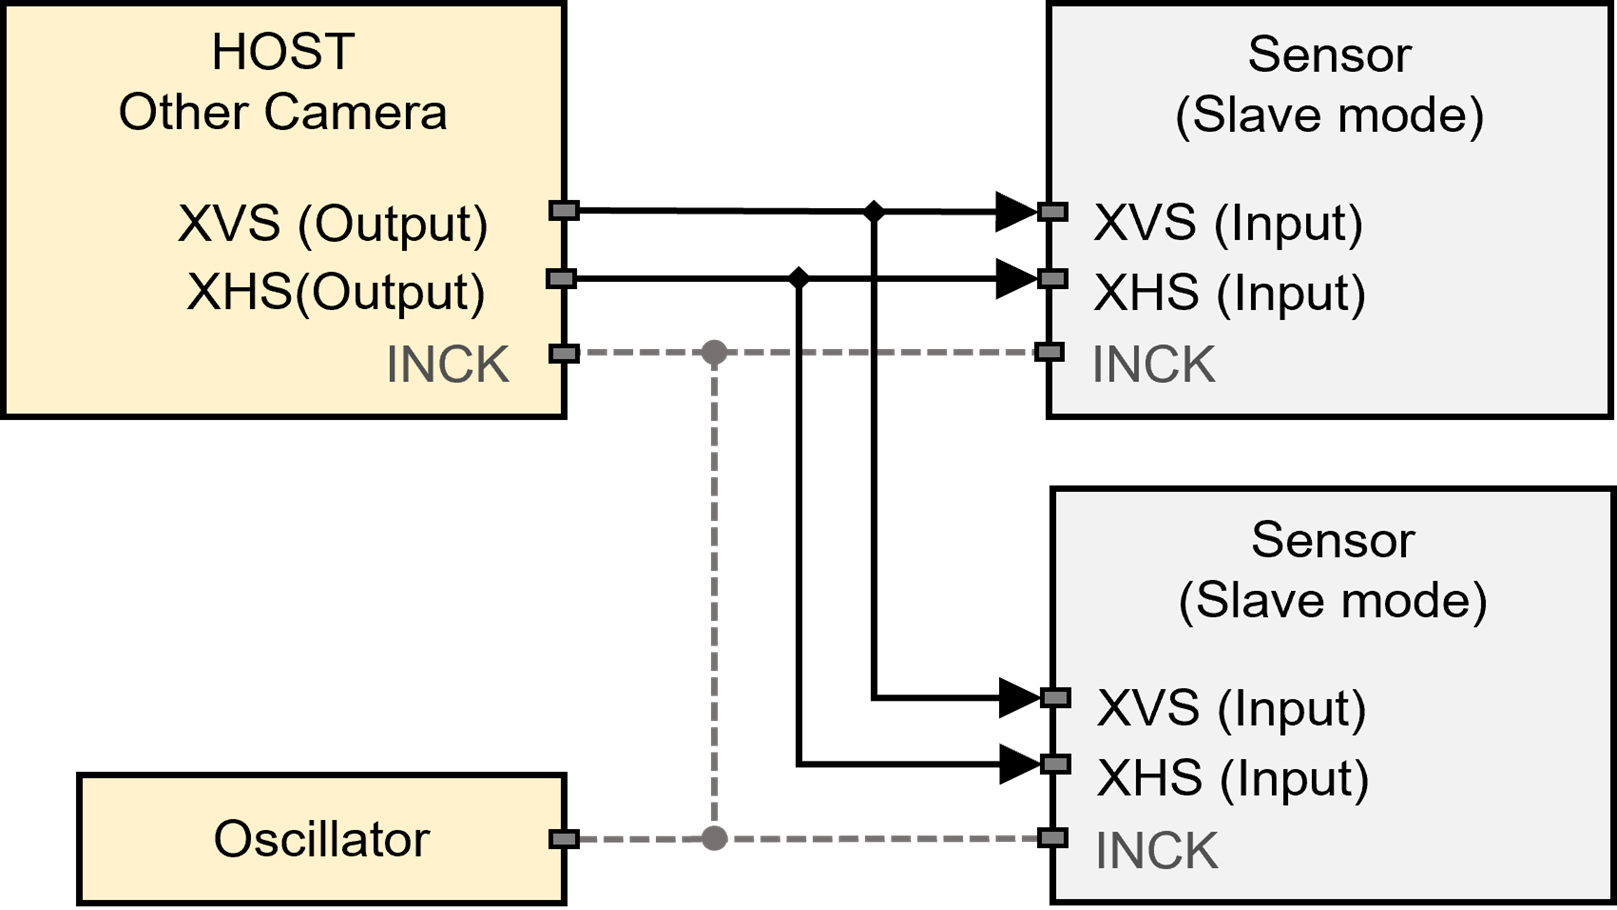 HOST
Other Camera
XVS (Output)
XHS(Output)
INCK
Sensor
(Slave mode)
XVS (Input)
XHS (Input)
INCK
Sensor
(Slave mode)
XVS (Input)
XHS (Input)
INCK
Oscillator